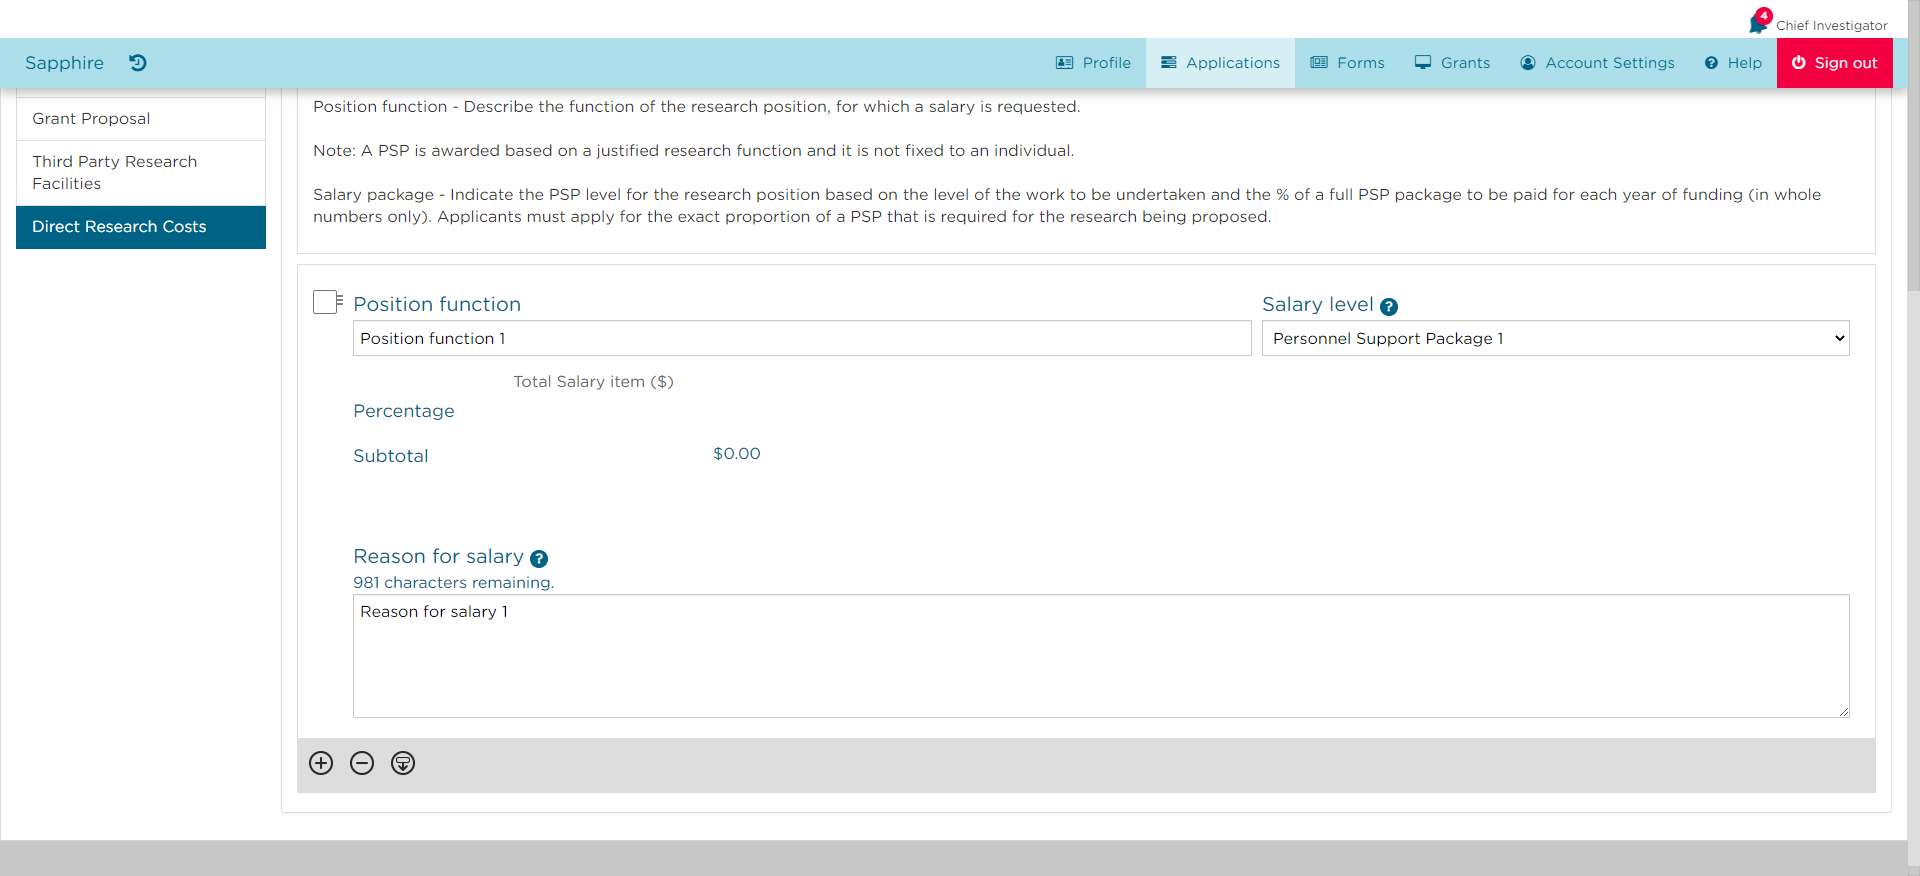 4
Chief Investigator
Sapphire
Profile
Applications
Forms
Grants
Account Settings
Help
Sign out
Grant Proposal
Third Party Research
Facilities
Direct Research Costs
Position function - Describe the function of the research position, for which a salary is requested.
Note: A PSP is awarded based on a justified research function and it is not fixed to an individual.
Salary package - Indicate the PSP level for the research position based on the level of the work to be undertaken and the % of a full PSP package to be paid for each year of funding (in whole
numbers only). Applicants must apply for the exact proportion of a PSP that is required for the research being proposed.
Position function
Salary level ?
Position function 1
Personnel Support Package 1
Total Salary item ($)
Percentage
Subtotal
$0.00
Reason for salary ?
981 characters remaining.
Reason for salary 1